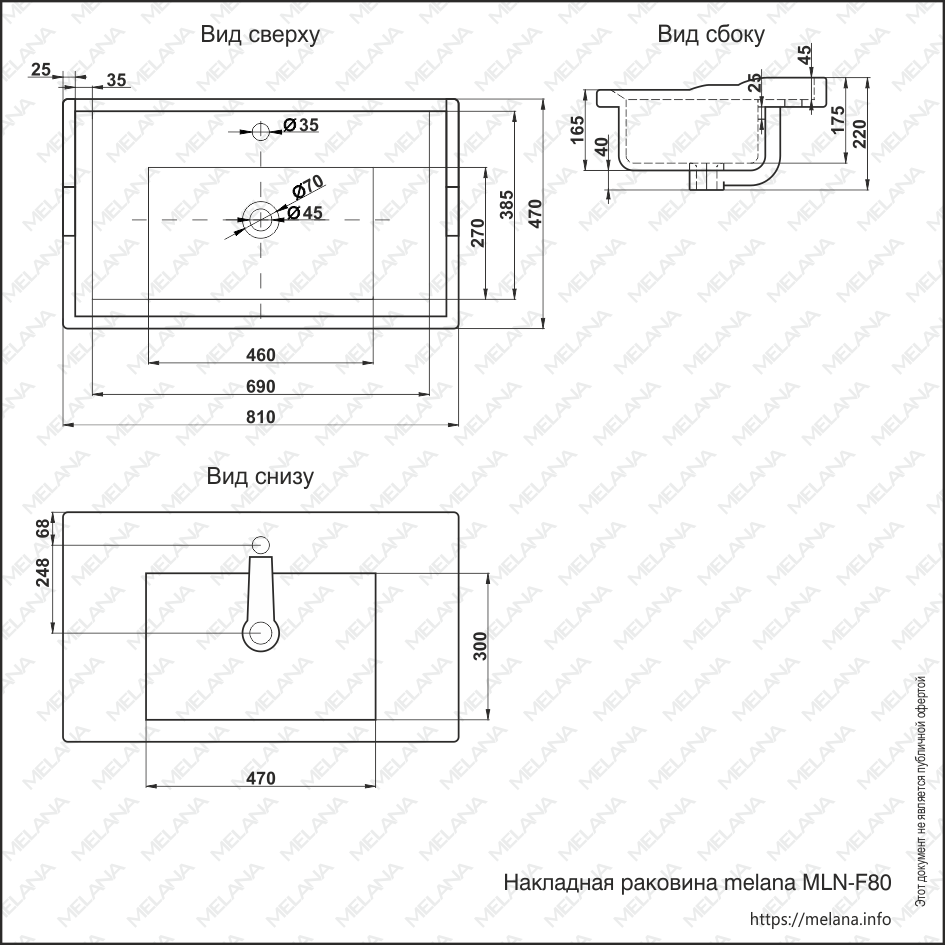 Вид сверху
25
35
Ø35
Ø70
Ø45
270
385
470
460
690
810
Вид сбоку
45
25
165
40
175
220
Вид снизу
68
248
300
470
Этот документ не является публичной офертой
Накладная раковина melana MLN-F80
https://melana.info
MELANA